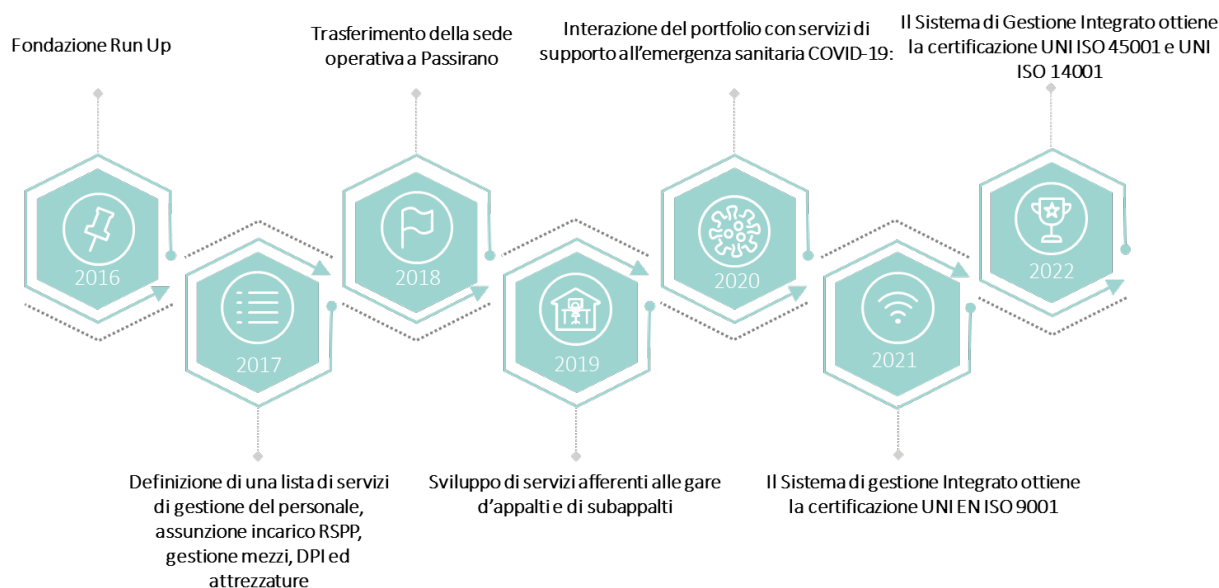 Fondazione Run Up
2016
Definizione di una lista di servizi
di gestione del personale,
assunzione incarico RSPP,
gestione mezzi, DPI ed
attrezzature
2017
Trasferimento della sede
operativa a Passirano
2018
Sviluppo di servizi afferenti alle gare
d'appalti e di subappalti
2019
Interazione del portfolio con servizi di
supporto all'emergenza sanitaria COVID-19:
2020
Il Sistema di gestione Integrato ottiene
la certificazione UNI EN ISO 9001
2021
Il Sistema di Gestione Integrato ottiene
la certificazione UNI ISO 45001 e UNI
ISO 14001
2022